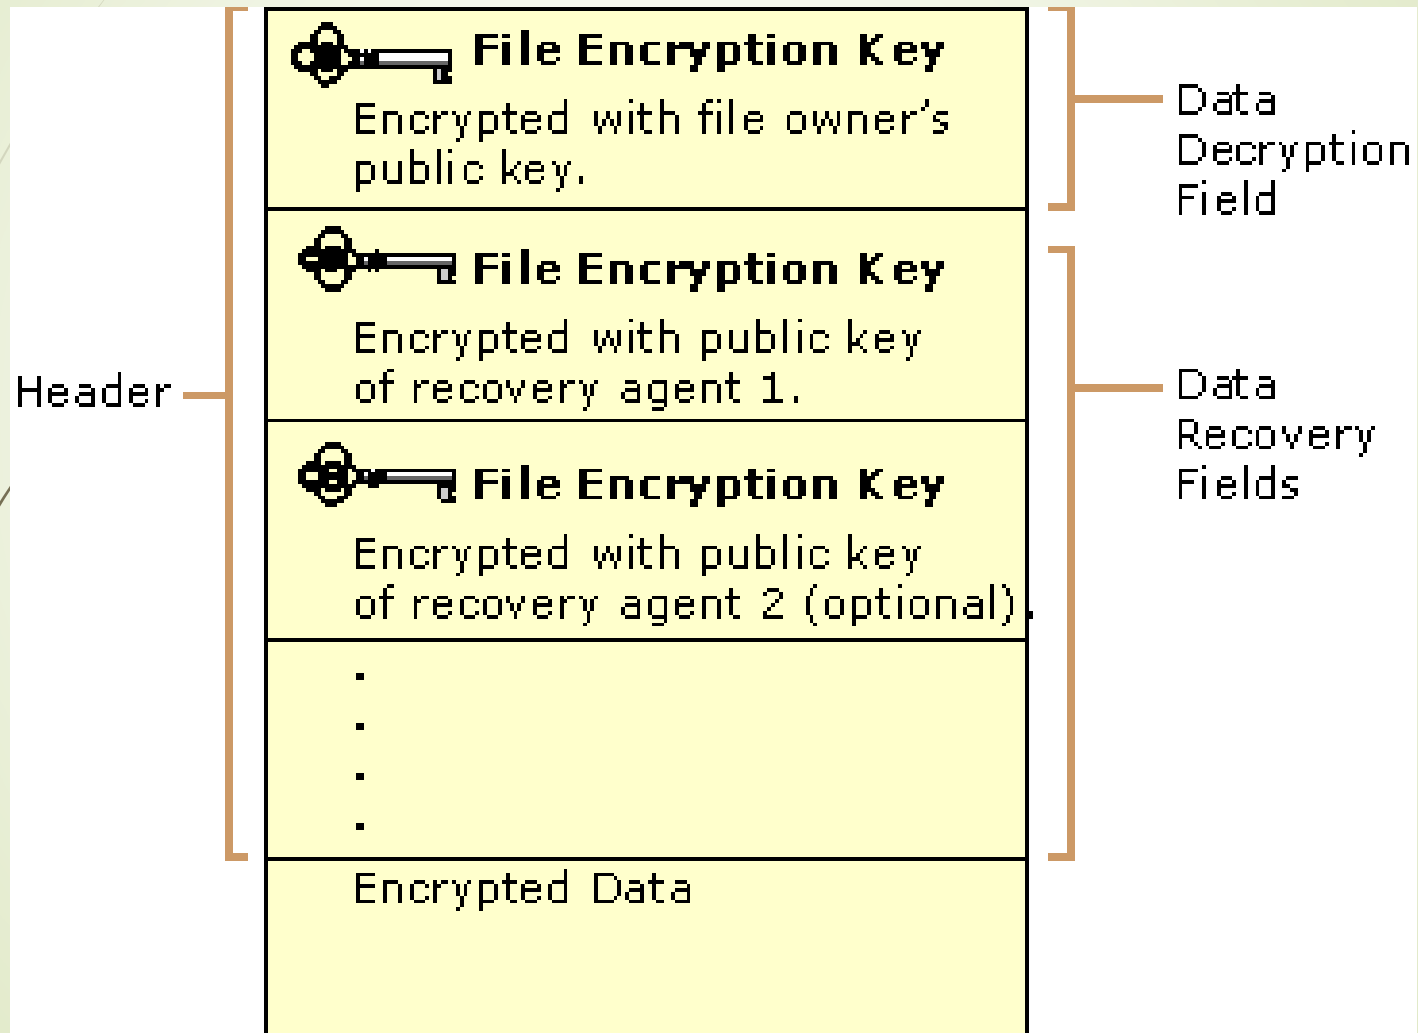 File Encryption Key
Encrypted with file owner's
public key.
Data
Decryption
Field
File Encryption Key
Encrypted with public key
of recovery agent 1.
Header
Data
Recovery
Fields
File Encryption Key
Encrypted with public key
of recovery agent 2 (optional).
.
.
.
.
Encrypted Data